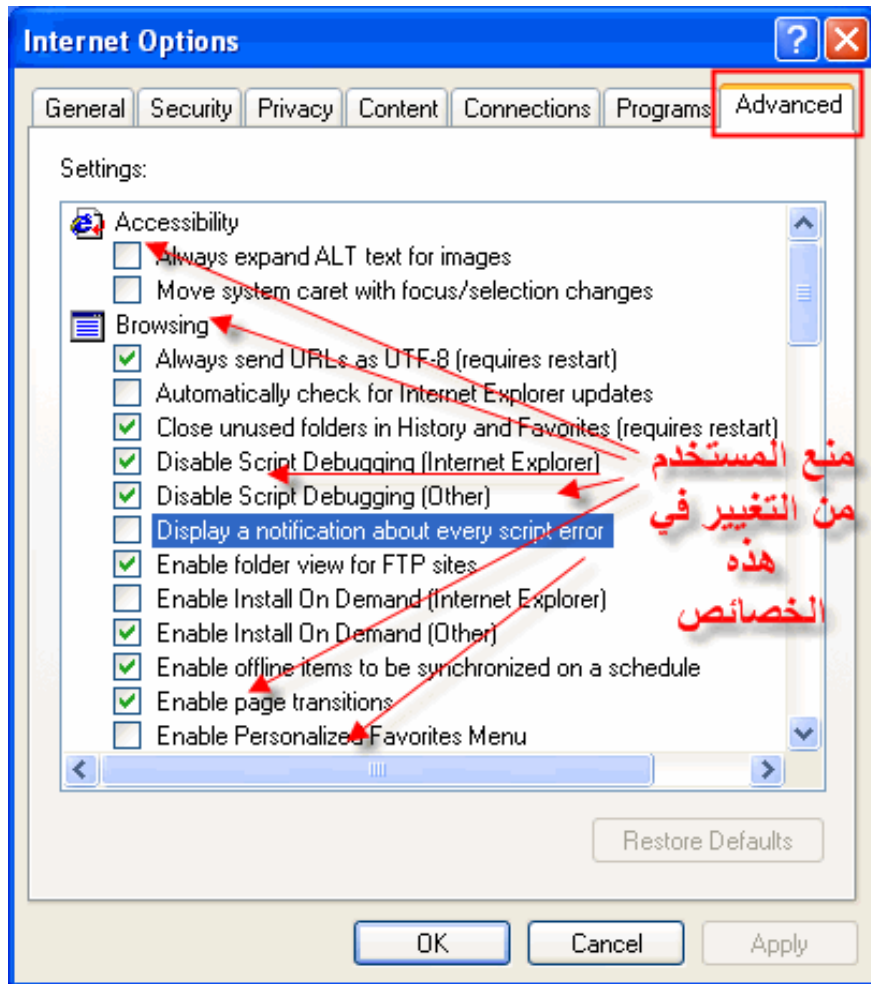 Internet Options
General Security Privacy Content Connections Programs Advanced
Settings:
Accessibility
Always expand ALT text for images
Move system caret with focus/selection changes
Browsing
Always send URLs as UTF-8 (requires restart)
Automatically check for Internet Explorer updates
Close unused folders in History and Favorites (requires restart)
Disable Script Debugging (Internet Explorer)
Disable Script Debugging (Other)
Display a notification about every script error
Enable folder view for FTP sites
Enable Install On Demand (Internet Explorer)
Enable Install On Demand (Other)
Enable offline items to be synchronized on a schedule
Enable page transitions
Enable Personalized Favorites Menu
منع المستخدم
من التغيير في
هذه
الخصائص
Restore Defaults
OK Cancel Apply